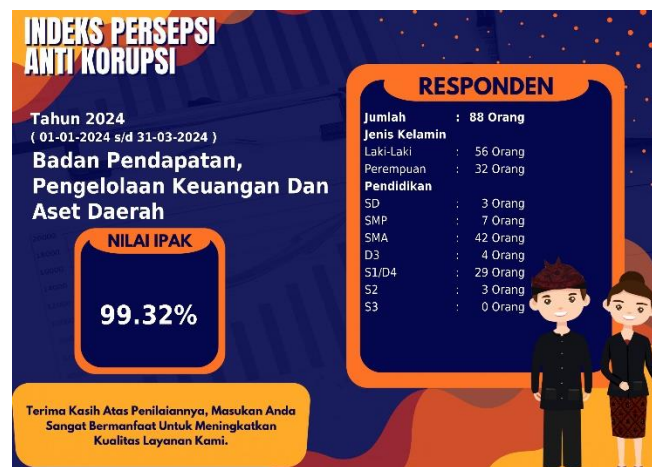 INDEKS PERSEPSI
ANTI KORUPSI
Tahun 2024
( 01-01-2024 s/d 31-03-2024 )
Badan Pendapatan,
Pengelolaan Keuangan Dan
Aset Daerah
NILAI IPAK
99.32%
Terima Kasih Atas Penilaiannya, Masukan Anda
Sangat Bermanfaat Untuk Meningkatkan
Kualitas Layanan Kami.
RESPONDEN
Jumlah : 88 Orang
Jenis Kelamin
Laki-Laki : 56 Orang
Perempuan : 32 Orang
Pendidikan
SD : 3 Orang
SMP : 7 Orang
SMA : 42 Orang
D3 : 4 Orang
S1/D4 : 29 Orang
S2 : 3 Orang
S3 : 0 Orang